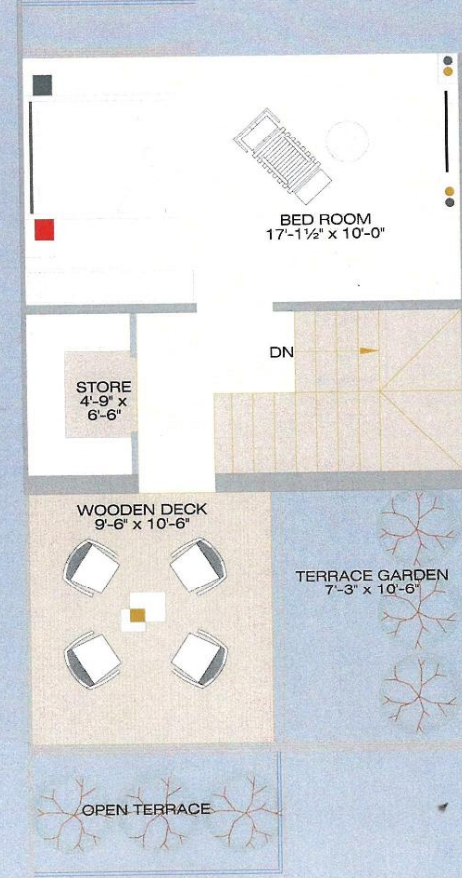 BED ROOM
17'-1½" x 10'-0"
DN
STORE
4'-9" x
6'-6"
WOODEN DECK
9'-6" x 10'-6"
TERRACE GARDEN
7'-3" x 10'-6"
OPEN TERRACE